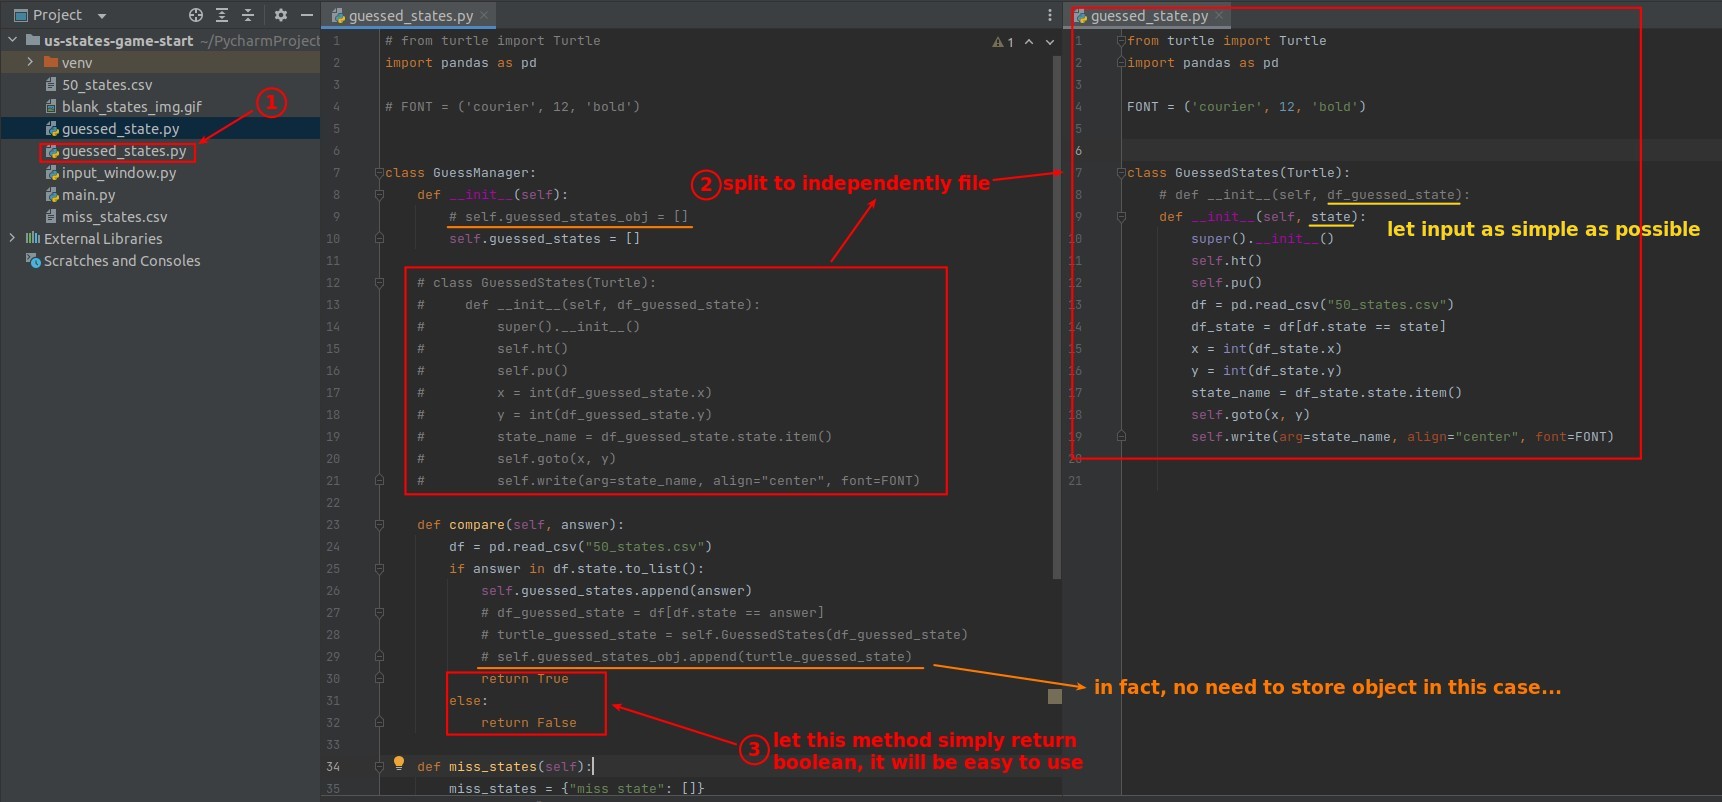 Project
us-states-game-start ~/PycharmProject
venv
50_states.csv
blank_states_img.gif
guessed_state.py
guessed_states.py
input_window.py
main.py
miss_states.csv
External Libraries
Scratches and Consoles
1
guessed_states.py
1
1 # from turtle import Turtle
2 import pandas as pd
3
4 # FONT = ('courier', 12, 'bold')
5
6
7 class GuessManager:
8 def __init__(self):
9 # self.guessed_states_obj = []
10 self.guessed_states = []
11
12 # class GuessedStates(Turtle):
13 # def __init__(self, df_guessed_state):
14 # super().__init__()
15 # self.ht()
16 # self.pu()
17 # x = int(df_guessed_state.x)
18 # y = int(df_guessed_state.y)
19 # state_name = df_guessed_state.state.item()
20 # self.goto(x, y)
21 # self.write(arg=state_name, align="center", font=FONT)
22
23 def compare(self, answer):
24 df = pd.read_csv("50_states.csv")
25 if answer in df.state.to_list():
26 self.guessed_states.append(answer)
27 # df_guessed_state = df[df.state == answer]
28 # turtle_guessed_state = self.GuessedStates(df_guessed_state)
29 # self.guessed_states_obj.append(turtle_guessed_state)
30 return True
31 else:
32 return False
33
34 def miss_states(self):
35 miss_states = {"miss state": []}
2 split to independently file
3 let this method simply return
boolean, it will be easy to use
in fact, no need to store object in this case...
guessed_state.py
1 from turtle import Turtle
2 import pandas as pd
3
4 FONT = ('courier', 12, 'bold')
5
6
7 class GuessedStates(Turtle):
8 # def __init__(self, df_guessed_state):
9 def __init__(self, state):
10 super().__init__()
11 self.ht()
12 self.pu()
13 df = pd.read_csv("50_states.csv")
14 df_state = df[df.state == state]
15 x = int(df_state.x)
16 y = int(df_state.y)
17 state_name = df_state.state.item()
18 self.goto(x, y)
19 self.write(arg=state_name, align="center", font=FONT)
20
21
let input as simple as possible